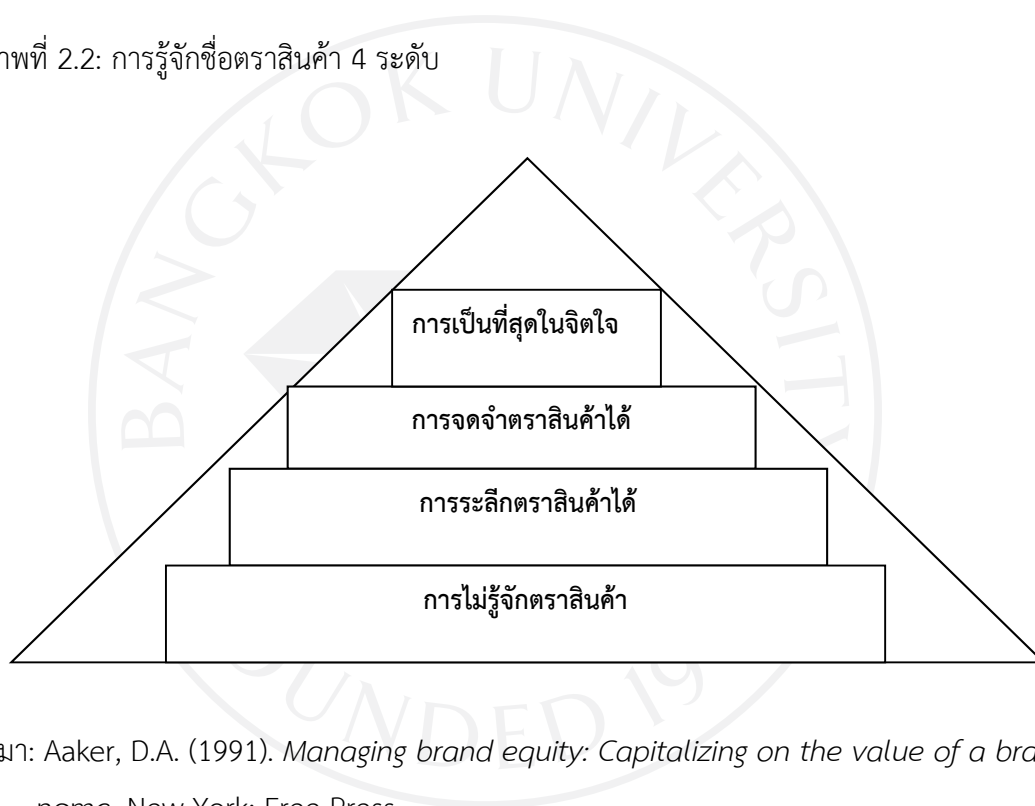 าพที่ 2.2: การรู้จักชื่อตราสินค้า 4 ระดับ
BANGKOK UNIVERSITY
การเป็นที่สุดในจิตใจ
การจดจำตราสินค้าได้
การระลึกตราสินค้าได้
การไม่รู้จักตราสินค้า
OUNDED 19
มา: Aaker, D.A. (1991). Managing brand equity: Capitalizing on the value of a bra
name. New York: Free Press